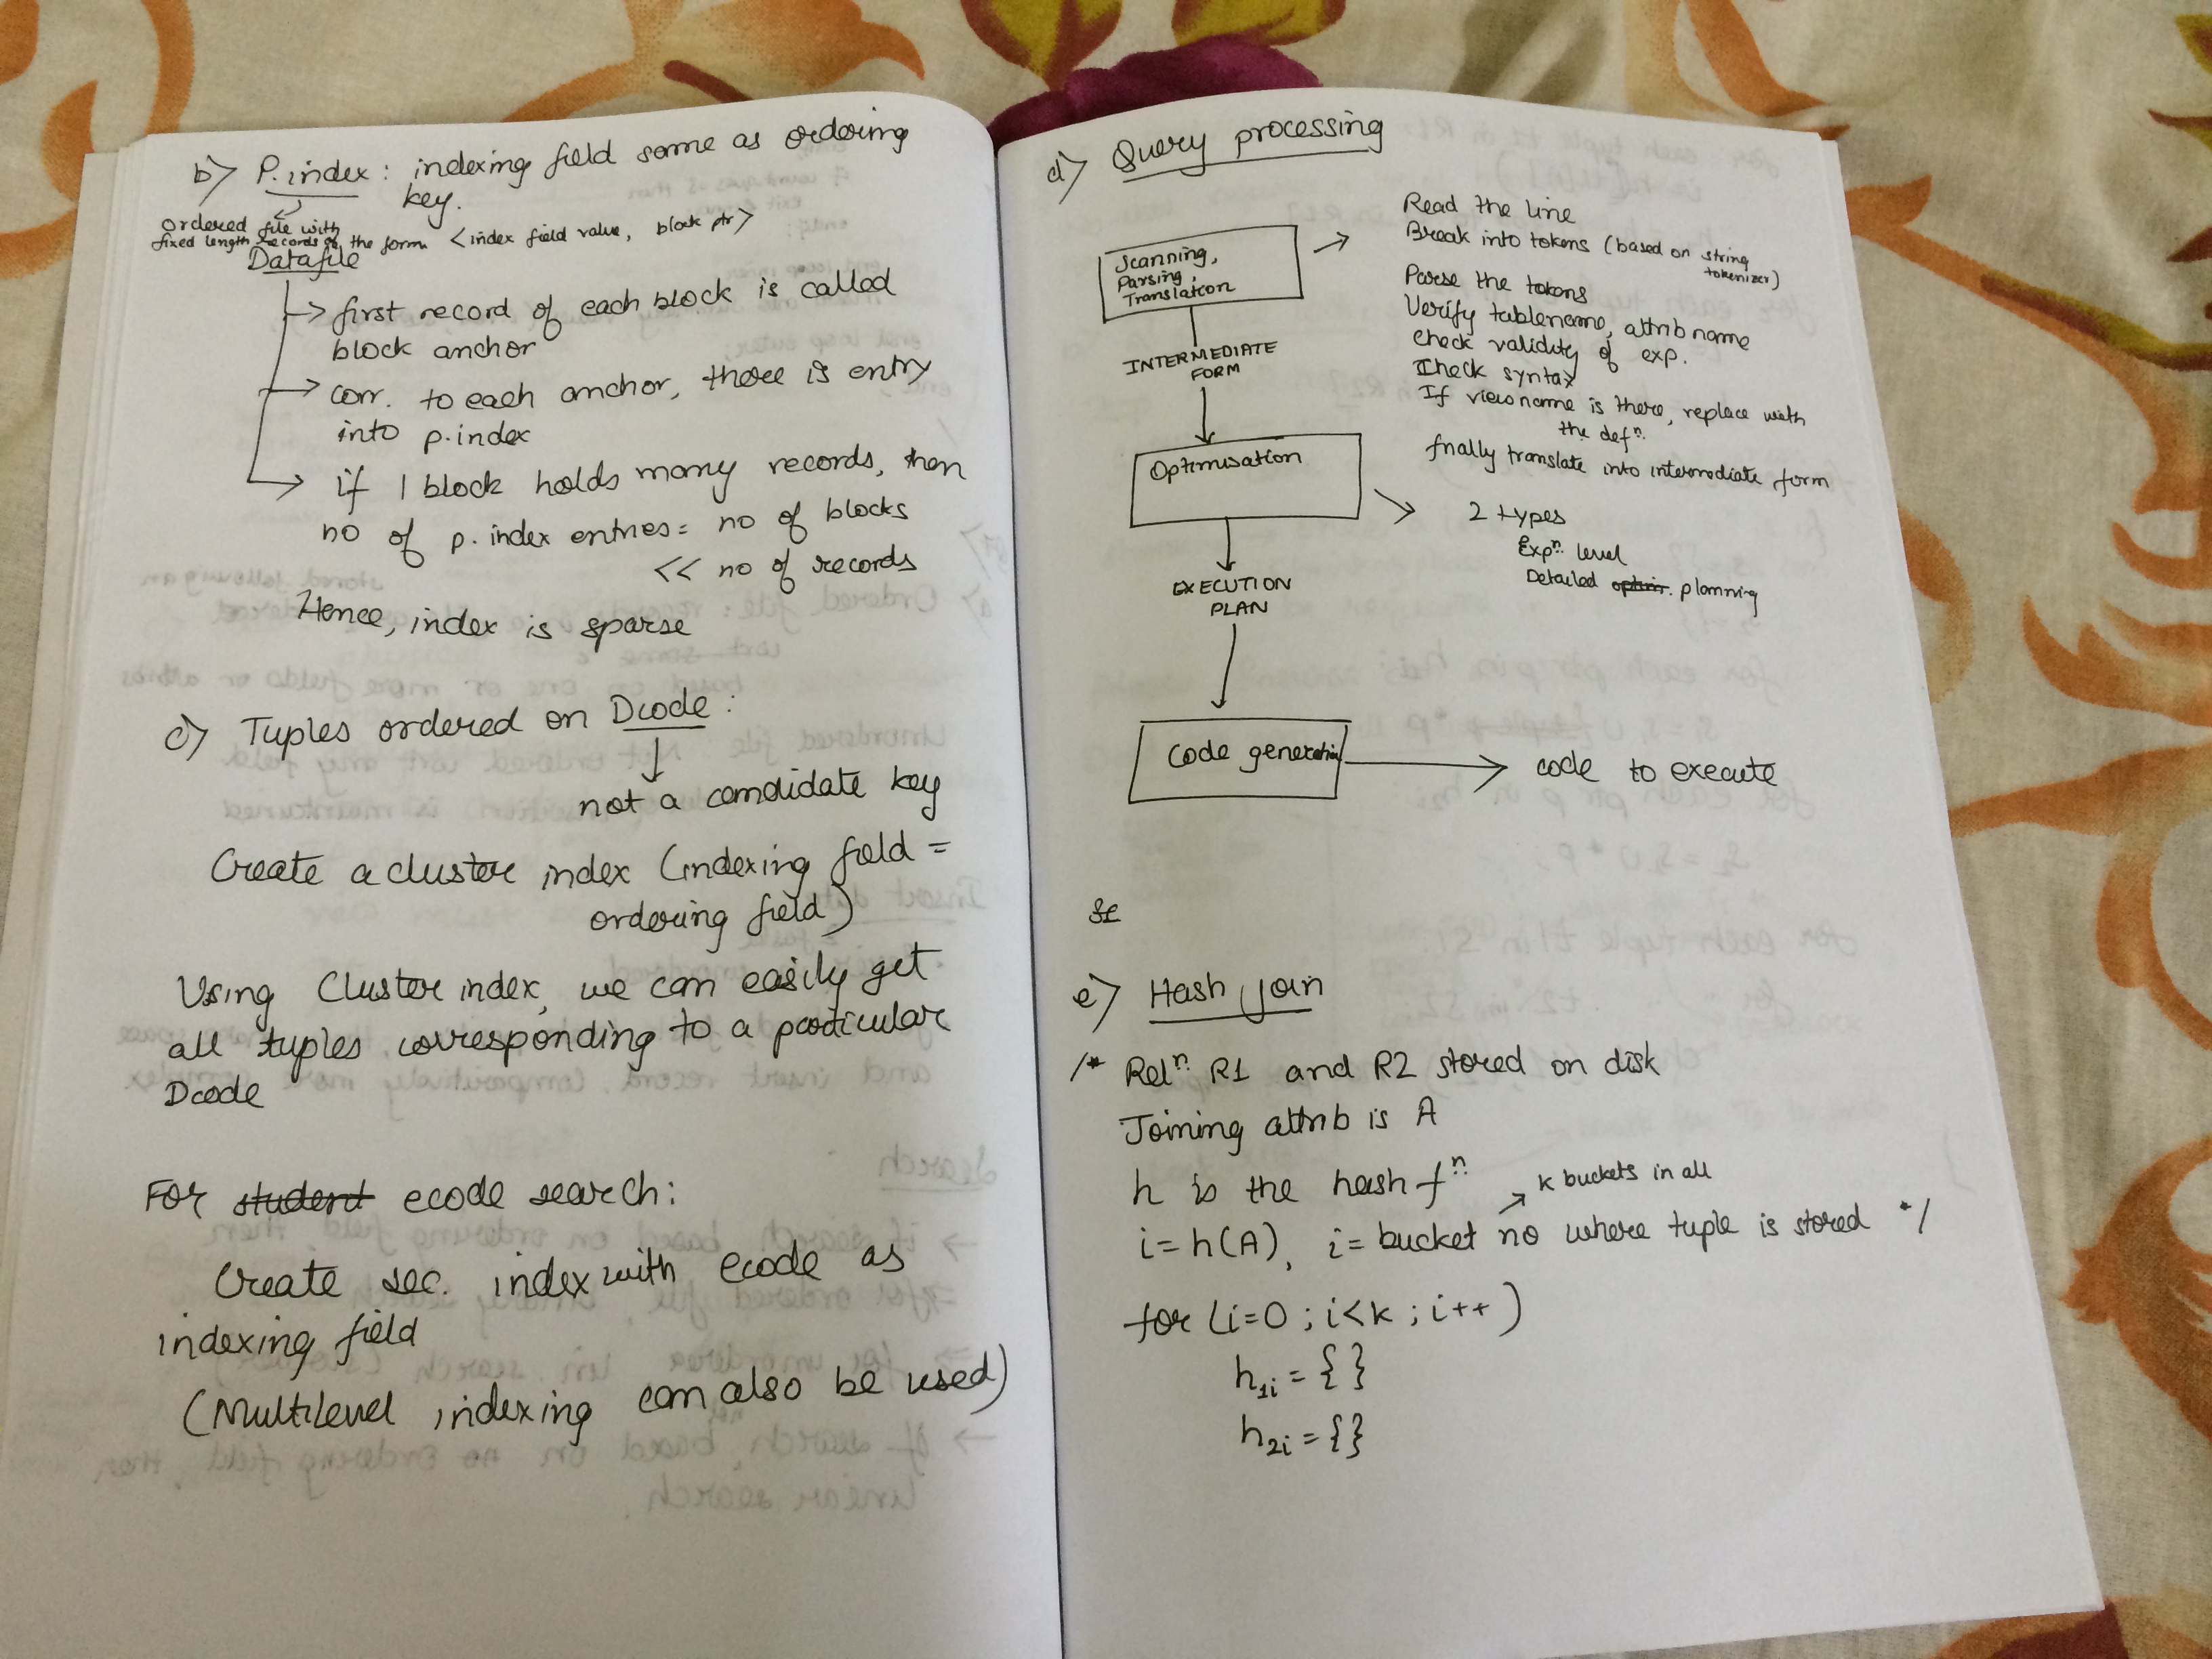 b) P.index: indexing field same as ordering
key.
ordered file with
fixed length records of the form <index field value, block ptr>
Datafile
→ first record of each block is called
block anchor
→ corr. to each anchor, there is entry
into p.index
→ if 1 block holds many records, then
no of p. index entries = no of blocks
<< no of records
Hence, index is sparse
c) Tuples ordered on Dcode:
not a candidate key
Create a cluster index (indexing field =
ordering field)
Using Cluster index, we can easily get
all tuples corresponding to a particular
Dcode
For student ecode search:
Create sec. index with ecode as
indexing field
(Multilevel indexing can also be used)
d) Query processing
Scanning,
Parsing,
Translation
→ Read the line
Break into tokens (based on string
tokenizer)
Parse the tokens
Verify tablename, attrib name
check validity of exp.
Check syntax
If viewname is there, replace with
the defn.
fnally translate into intermediate form
INTERMEDIATE
FORM
Optimisation
→ 2 types
Expn. level
Detailed optim. planning
EXECUTION
PLAN
Code generation → code to execute
e) Hash join
/* Reln R1 and R2 stored on disk
Joining attrib is A
h is the hash fn
→ k buckets in all
i = h(A), i = bucket no where tuple is stored */
for (i=0 ; i<k ; i++)
h1i = { }
h2i = {}